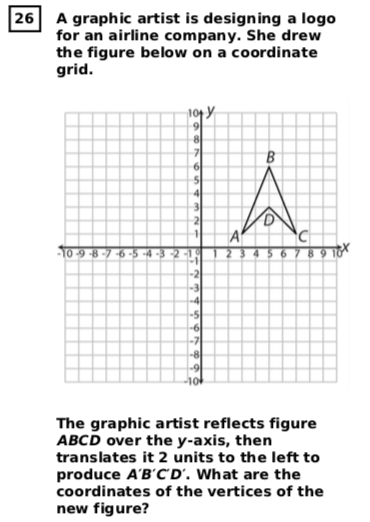 26
A graphic artist is designing a logo
for an airline company. She drew
the figure below on a coordinate
grid.
y
10
9
8
7
6
5
4
3
2
1
B
D
A
C
x
-10 -9 -8 -7 -6 -5 -4 -3 -2 -1 0 1 2 3 4 5 6 7 8 9 10
-1
-2
-3
-4
-5
-6
-7
-8
-9
-10
The graphic artist reflects figure
ABCD over the y-axis, then
translates it 2 units to the left to
produce A′B′C′D′. What are the
coordinates of the vertices of the
new figure?